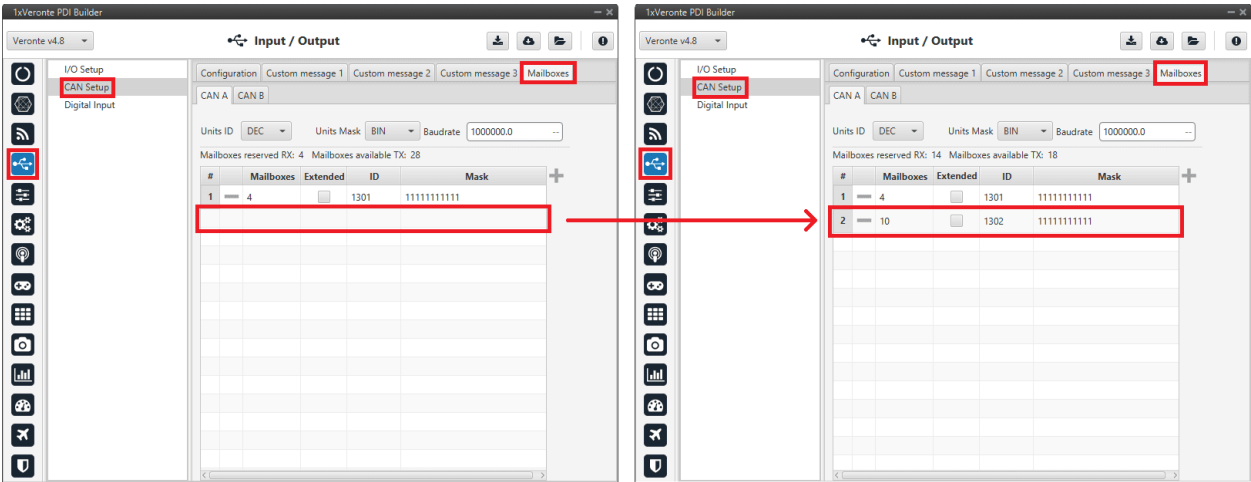 1xVeronte PDI Builder
Veronte v4.8
Input / Output
I/O Setup
CAN Setup
Digital Input
Configuration Custom message 1 Custom message 2 Custom message 3 Mailboxes
CAN A CAN B
Units ID DEC Units Mask BIN Baudrate 1000000.0 --
Mailboxes reserved RX: 4 Mailboxes available TX: 28
# Mailboxes Extended ID Mask
1 4 1301 11111111111
1xVeronte PDI Builder
Veronte v4.8
Input / Output
I/O Setup
CAN Setup
Digital Input
Configuration Custom message 1 Custom message 2 Custom message 3 Mailboxes
CAN A CAN B
Units ID DEC Units Mask BIN Baudrate 1000000.0 --
Mailboxes reserved RX: 14 Mailboxes available TX: 18
# Mailboxes Extended ID Mask
1 4 1301 11111111111
2 10 1302 11111111111